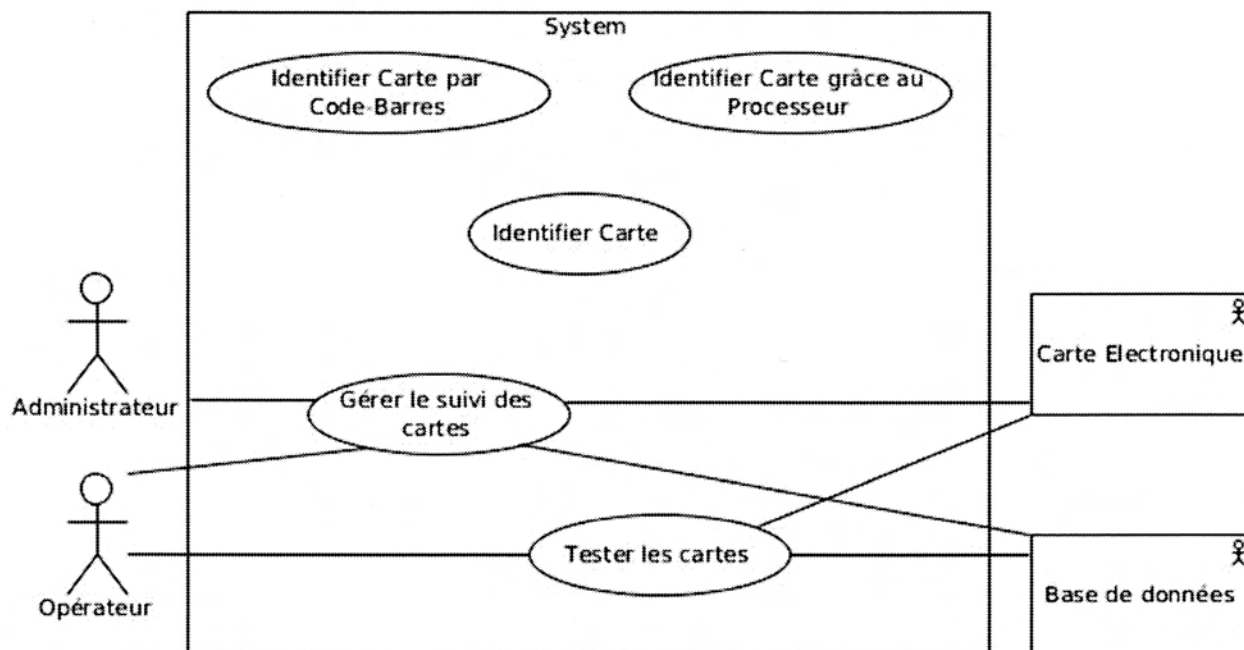 System
Identifier Carte par
Code-Barres
Identifier Carte grâce au
Processeur
Identifier Carte
Administrateur
Gérer le suivi des
cartes
Carte Electronique
Opérateur
Tester les cartes
Base de données